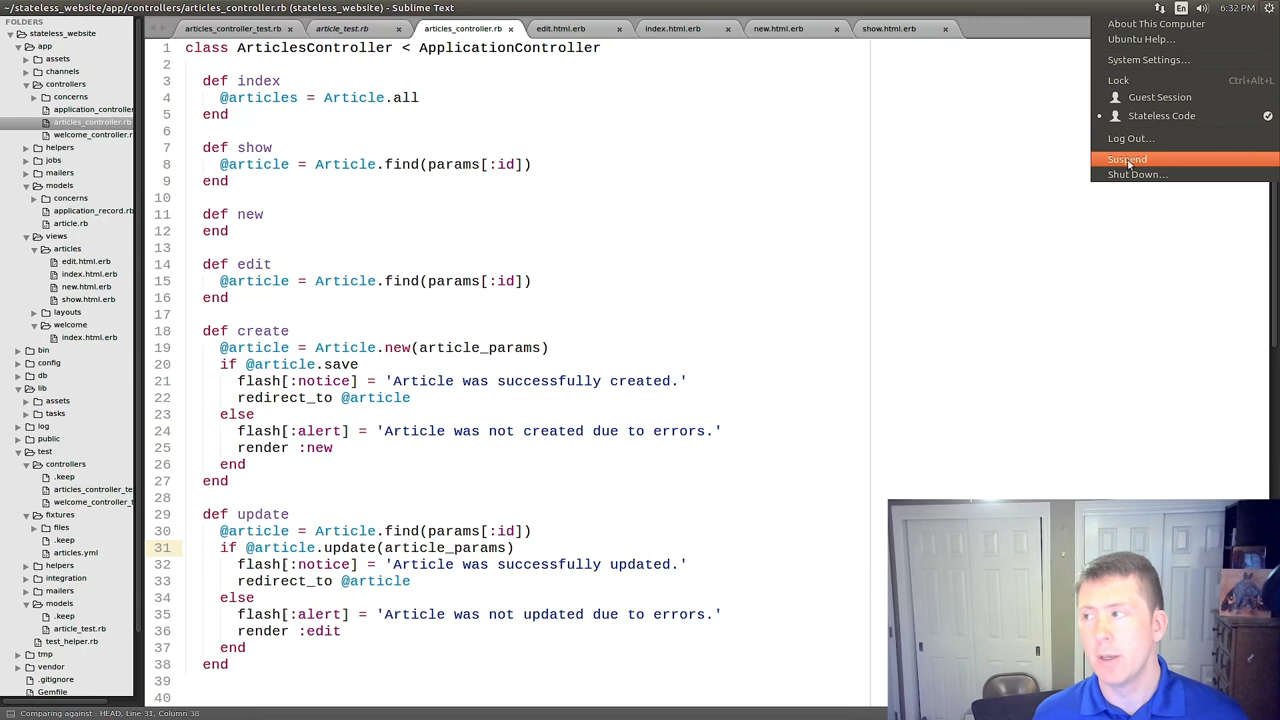 articles_controller.rb (stateless_website/app/controllers/articles_controller.rb (stateless_website) - Sublime Text
En
6:32 PM
FOLDERS
stateless_website
app
assets
channels
controllers
concerns
application_controller
articles_controller.rb
welcome_controller.r
helpers
jobs
mailers
models
concerns
application_record.rb
article.rb
views
articles
edit.html.erb
index.html.erb
new.html.erb
show.html.erb
layouts
welcome
index.html.erb
bin
config
db
lib
assets
tasks
log
public
test
controllers
.keep
articles_controller_te
welcome_controller_t
fixtures
files
.keep
articles.yml
helpers
integration
mailers
models
.keep
article_test.rb
test_helper.rb
tmp
vendor
.gitignore
Gemfile
articles_controller_test.rb × article_test.rb × articles_controller.rb × edit.html.erb × index.html.erb × new.html.erb × show.html.erb ×
1 class ArticlesController < ApplicationController
2
3 def index
4 @articles = Article.all
5 end
6
7 def show
8 @article = Article.find(params[:id])
9 end
10
11 def new
12 end
13
14 def edit
15 @article = Article.find(params[:id])
16 end
17
18 def create
19 @article = Article.new(article_params)
20 if @article.save
21 flash[:notice] = 'Article was successfully created.'
22 redirect_to @article
23 else
24 flash[:alert] = 'Article was not created due to errors.'
25 render :new
26 end
27 end
28
29 def update
30 @article = Article.find(params[:id])
31 if @article.update(article_params)
32 flash[:notice] = 'Article was successfully updated.'
33 redirect_to @article
34 else
35 flash[:alert] = 'Article was not updated due to errors.'
36 render :edit
37 end
38 end
39
40
About This Computer
Ubuntu Help...
System Settings...
Lock Ctrl+Alt+L
Guest Session
Stateless Code
Log Out...
Suspend
Shut Down...
Comparing against: HEAD, Line 31, Column 38